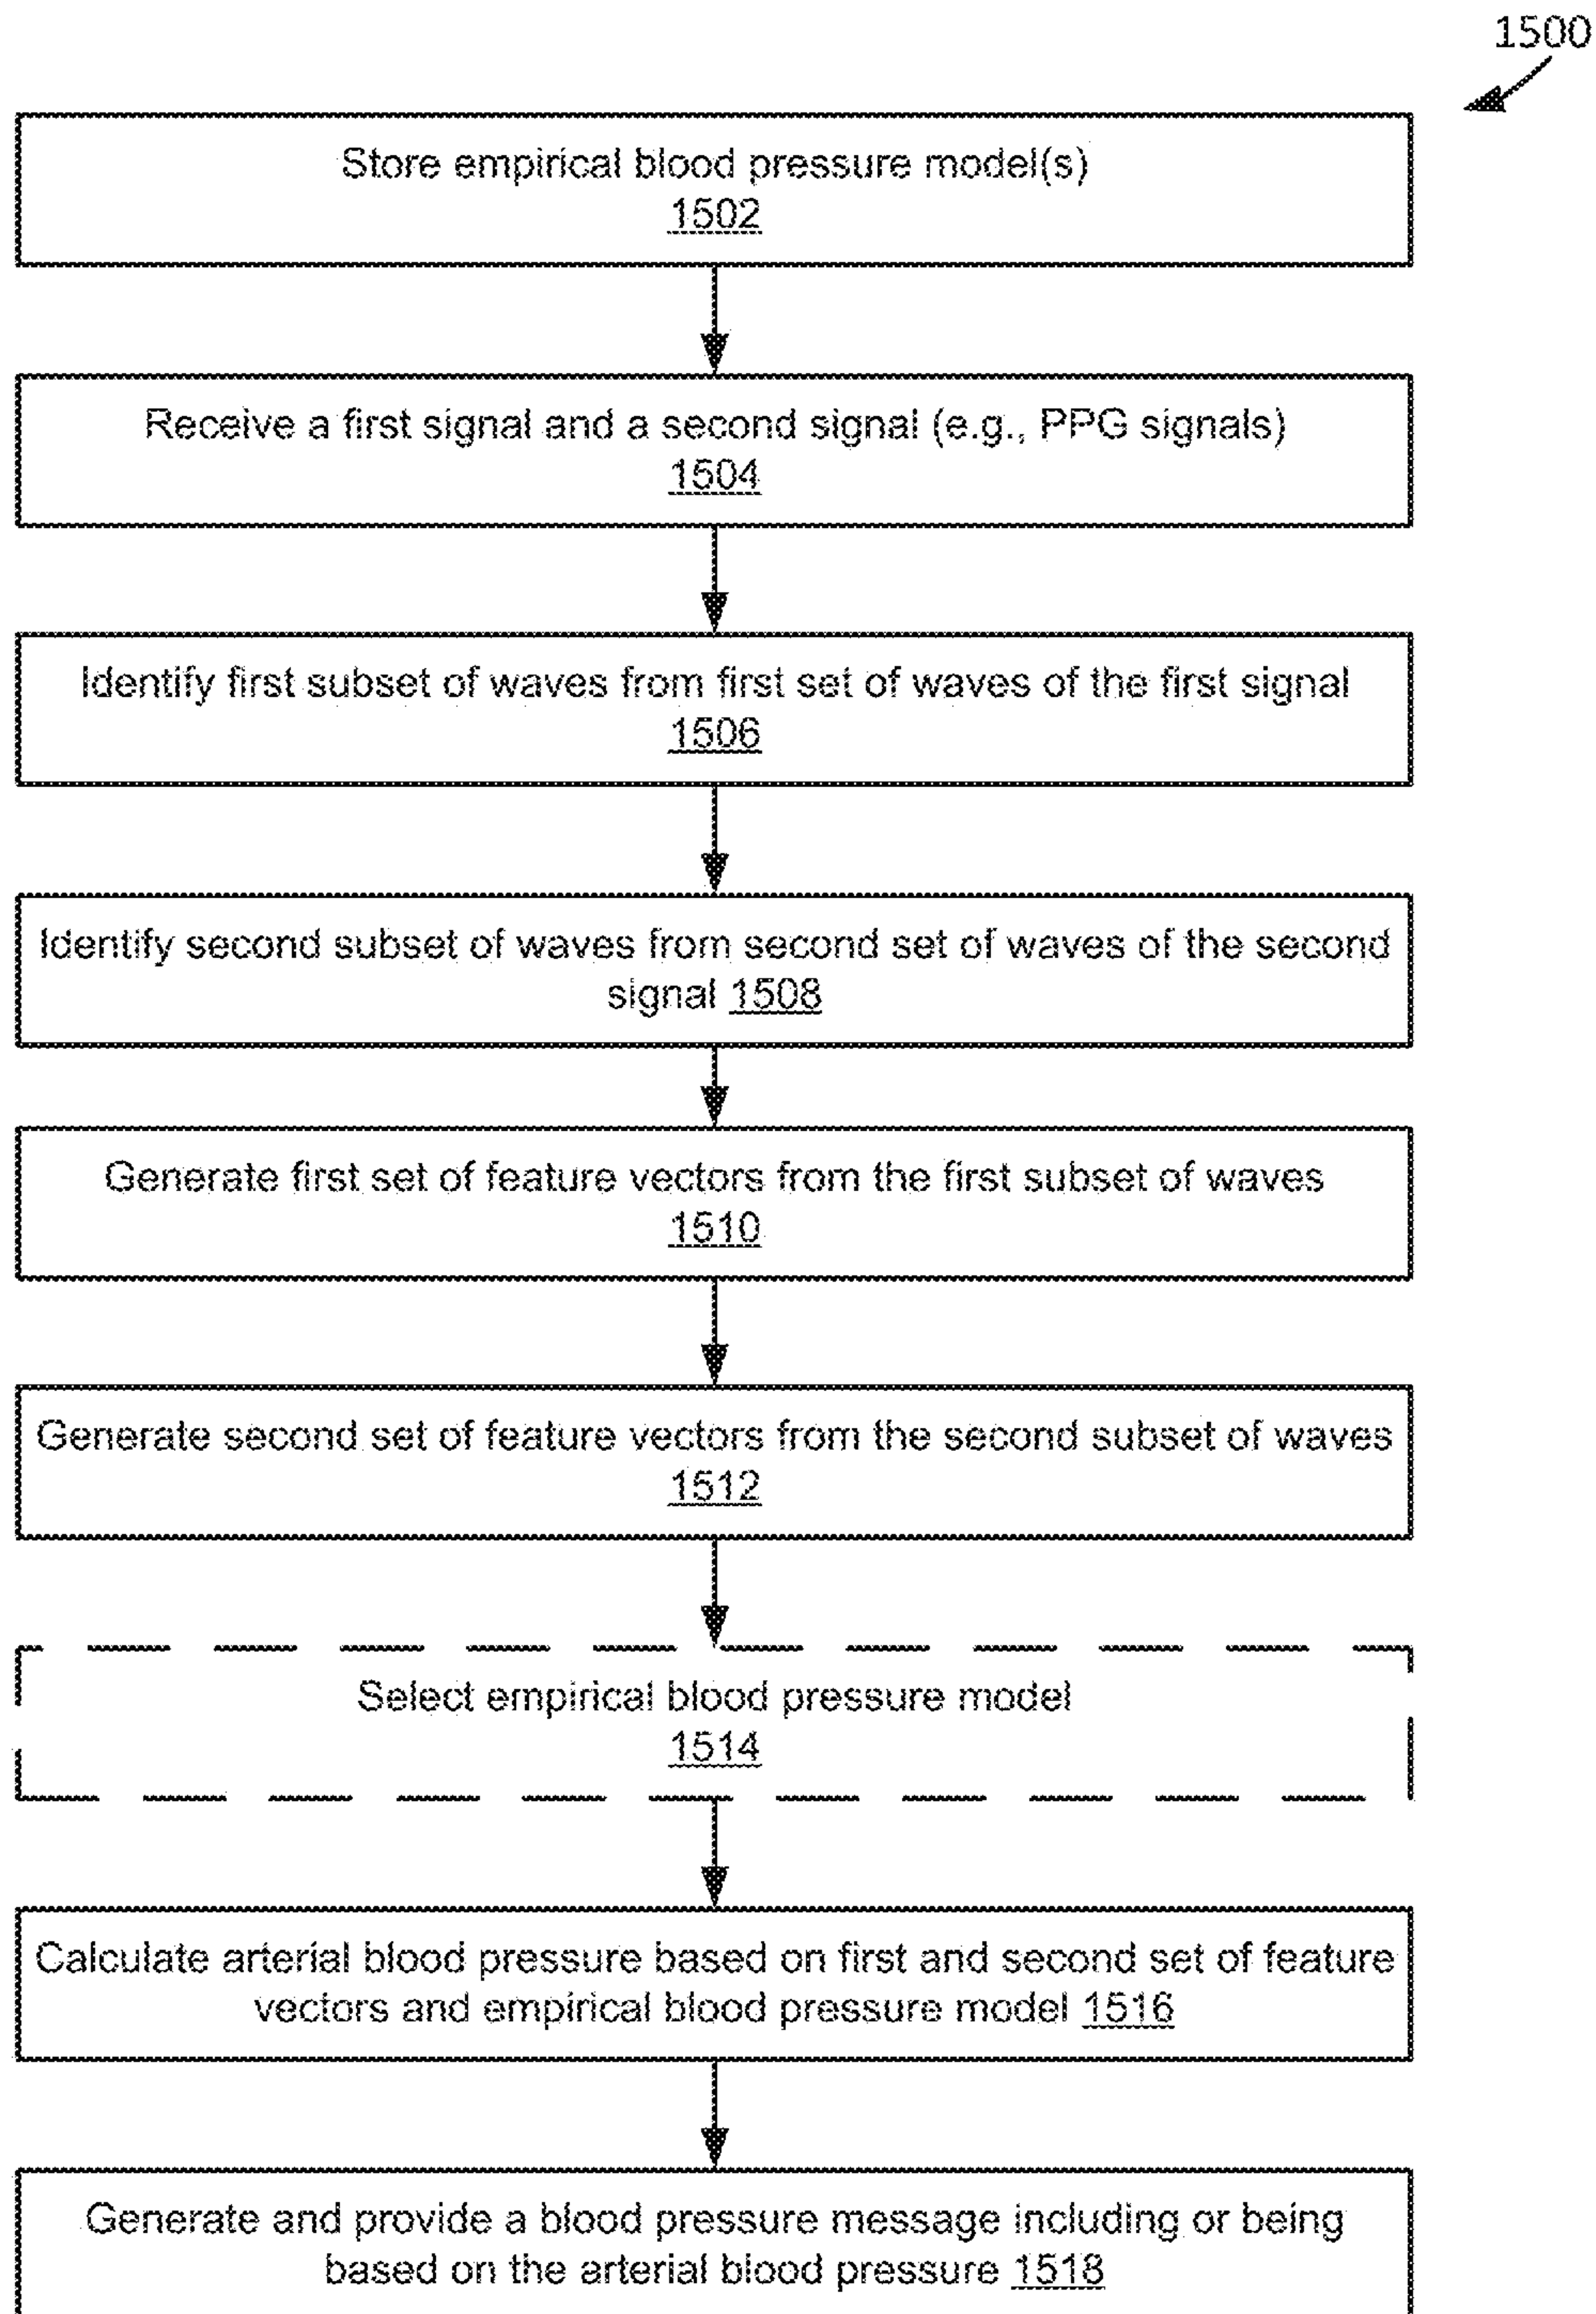 1500
Store empirical blood pressure model(s)
1502
Receive a first signal and a second signal (e.g., PPG signals)
1504
Identify first subset of waves from first set of waves of the first signal
1506
Identify second subset of waves from second set of waves of the second
signal 1508
Generate first set of feature vectors from the first subset of waves
1510
Generate second set of feature vectors from the second subset of waves
1512
Select empirical blood pressure model
1514
Calculate arterial blood pressure based on first and second set of feature
vectors and empirical blood pressure model 1516
Generate and provide a blood pressure message including or being
based on the arterial blood pressure 1518